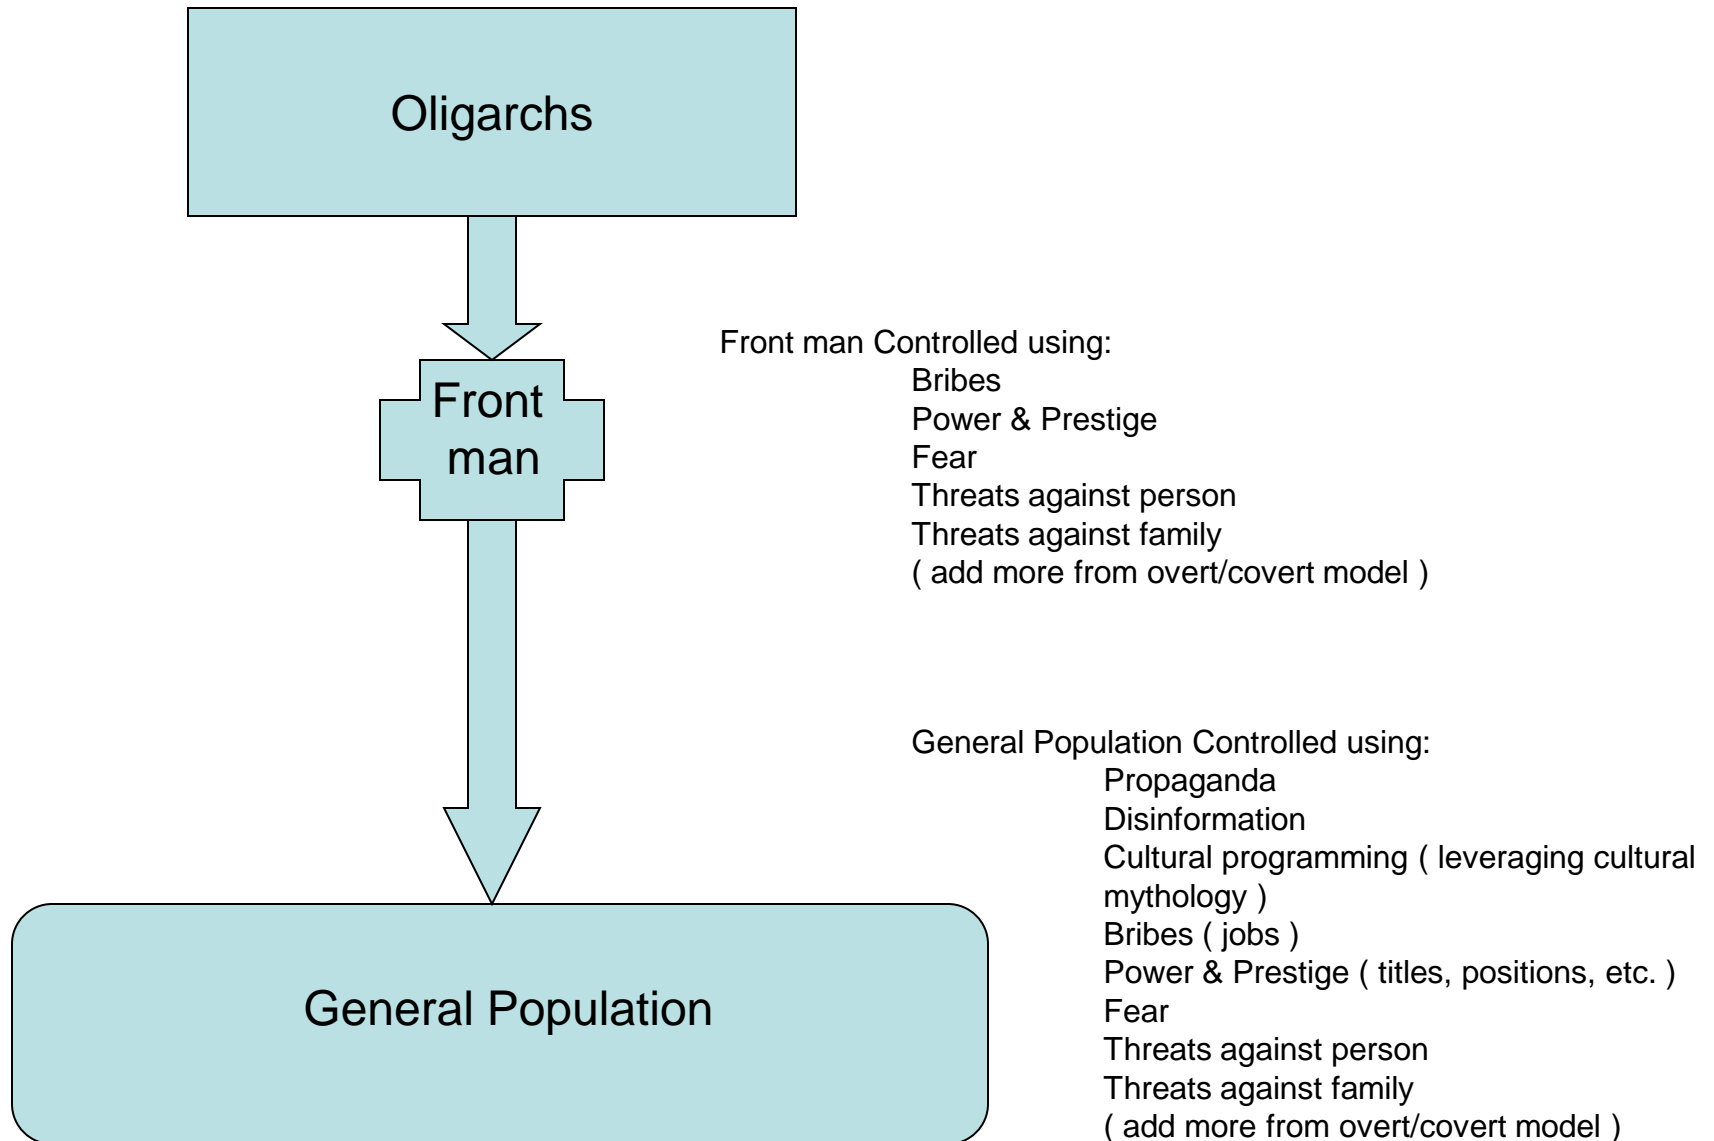 Oligarchs
Front man Controlled using:
Bribes
Power & Prestige
Fear
Threats against person
Threats against family
( add more from overt/covert model )
Front
man
General Population Controlled using:
Propaganda
Disinformation
Cultural programming ( leveraging cultural
mythology )
Bribes ( jobs )
Power & Prestige ( titles, positions, etc. )
Fear
Threats against person
Threats against family
( add more from overt/covert model )
General Population